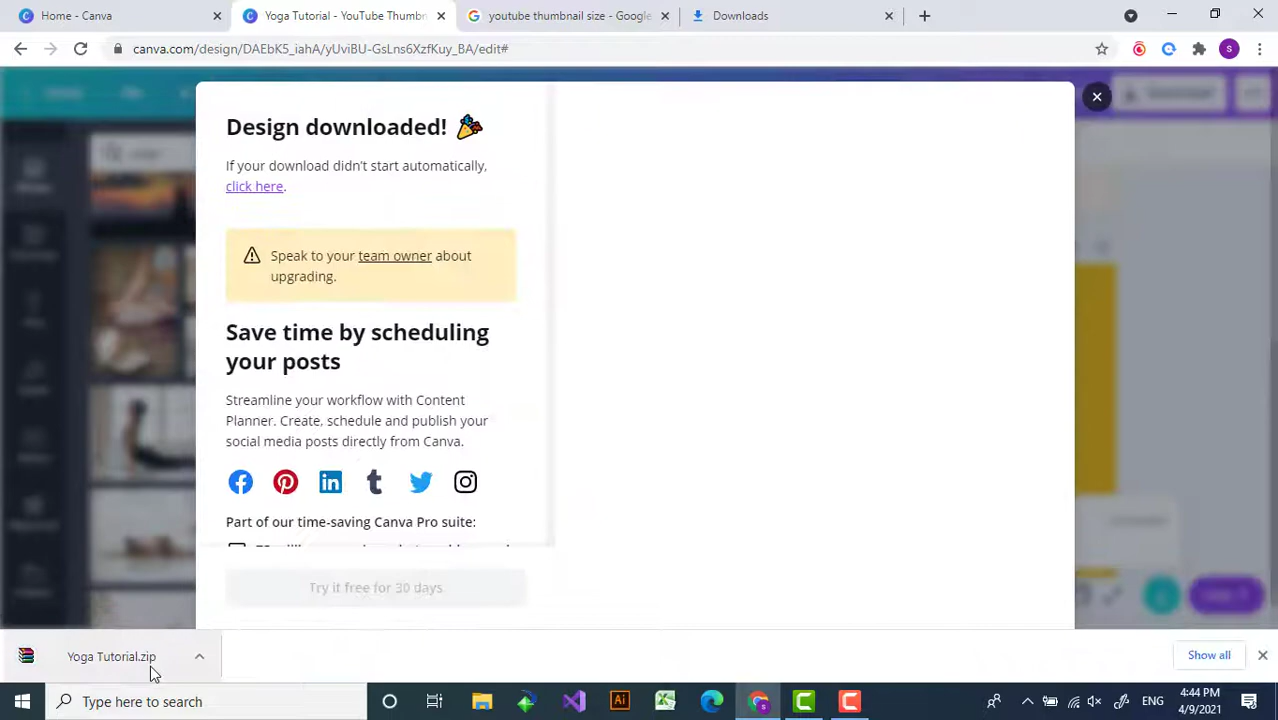 Home - Canva
Yoga Tutorial - YouTube Thumbn
youtube thumbnail size - Google
Downloads
canva.com/design/DAEbK5_iahA/yUviBU-GsLns6XzfKuy_BA/edit#
S
Design downloaded!
If your download didn't start automatically,
click here.
Speak to your team owner about
upgrading.
Save time by scheduling
your posts
Streamline your workflow with Content
Planner. Create, schedule and publish your
social media posts directly from Canva.
Part of our time-saving Canva Pro suite:
Try it free for 30 days
Yoga Tutorial.zip
Show all
Type here to search
ENG
4:44 PM
4/9/2021